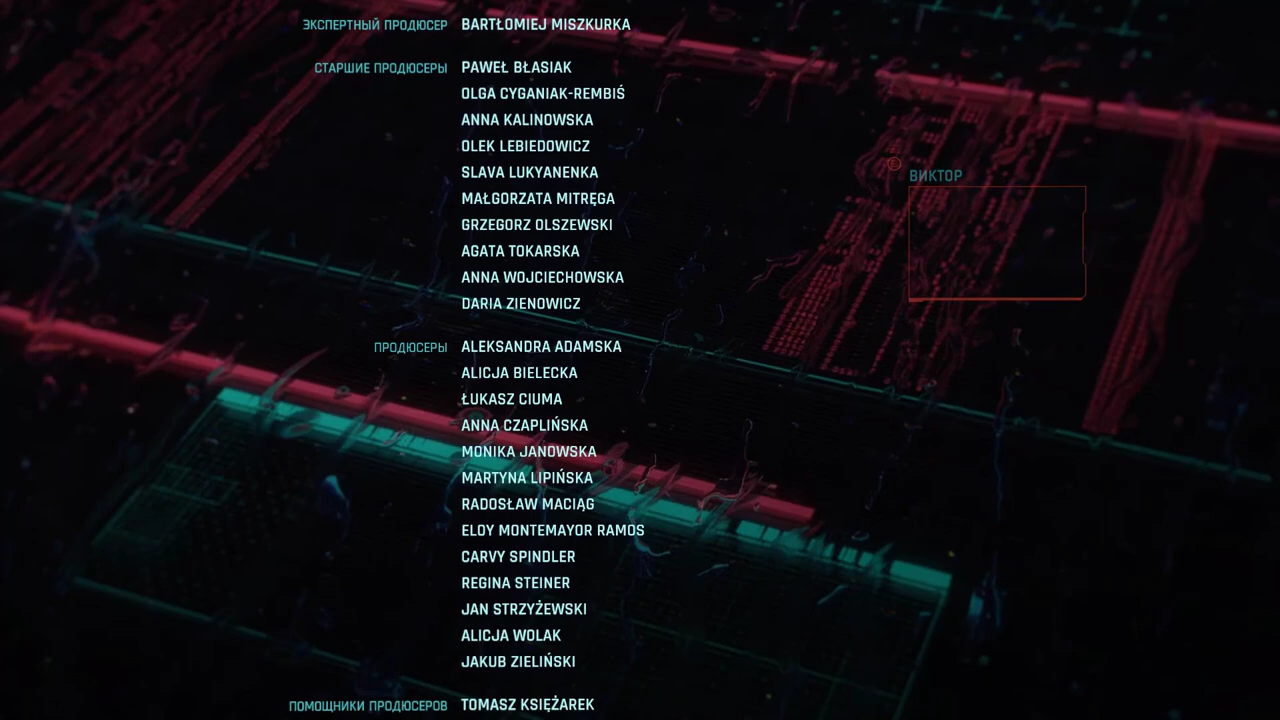 ЭКСПЕРТНЫЙ ПРОДЮСЕР BARTŁOMIEJ MISZKURKA
СТАРШИЕ ПРОДЮСЕРЫ PAWEŁ BŁASIAK
OLGA CYGANIAK-REMBIŚ
ANNA KALINOWSKA
OLEK LEBIEDOWICZ
SLAVA LUKYANENKA
MAŁGORZATA MITRĘGA
GRZEGORZ OLSZEWSKI
AGATA TOKARSKA
ANNA WOJCIECHOWSKA
DARIA ZIENOWICZ
ПРОДЮСЕРЫ ALEKSANDRA ADAMSKA
ALICJA BIELECKA
ŁUKASZ CIUMA
ANNA CZAPLIŃSKA
MONIKA JANOWSKA
MARTYNA LIPIŃSKA
RADOSŁAW MACIĄG
ELOY MONTEMAYOR RAMOS
CARVY SPINDLER
REGINA STEINER
JAN STRZYŻEWSKI
ALICJA WOLAK
JAKUB ZIELIŃSKI
ПОМОЩНИКИ ПРОДЮСЕРОВ TOMASZ KSIĘŻAREK
ВИКТОР